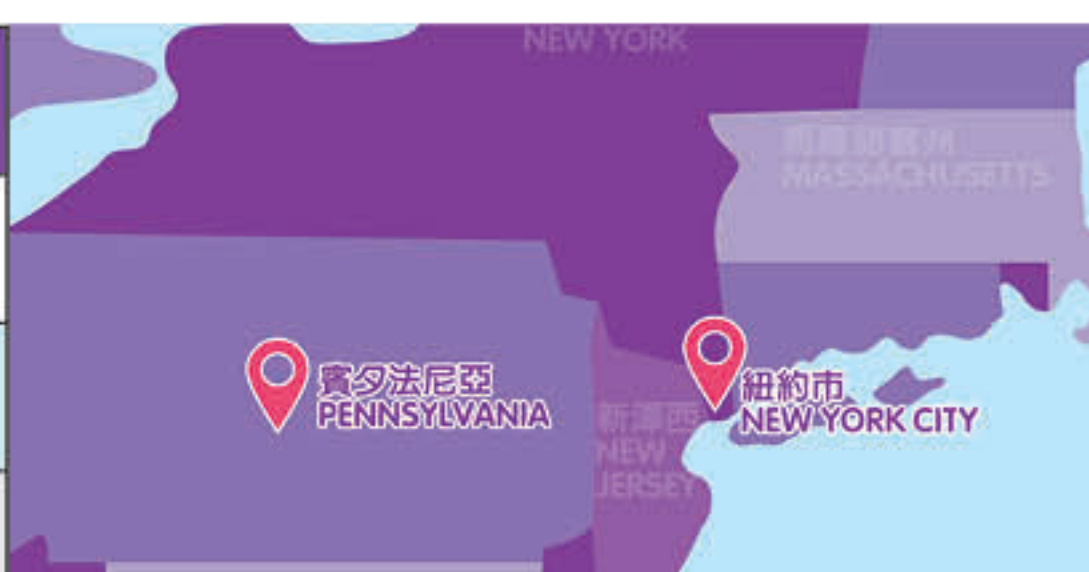 NEW YORK
MASSACHUSETTS
賓夕法尼亞
PENNSYLVANIA
紐約市
NEW YORK CITY
新澤西
NEW
JERSEY